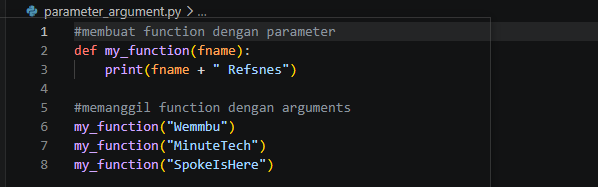 parameter_argument.py > ...
1 #membuat function dengan parameter
2 def my_function(fname):
3     print(fname + " Refsnes")
4
5 #memanggil function dengan arguments
6 my_function("Wemmbu")
7 my_function("MinuteTech")
8 my_function("SpokeIsHere")